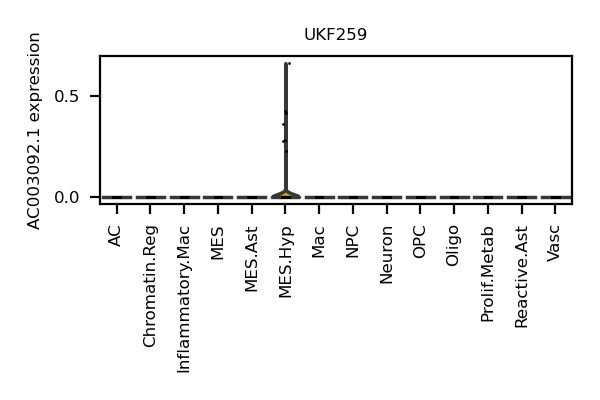 UKF259
AC003092.1 expression
0.5
0.0
AC
Chromatin.Reg
Inflammatory.Mac
MES
MES.Ast
MES.Hyp
Mac
NPC
Neuron
OPC
Oligo
Prolif.Metab
Reactive.Ast
Vasc